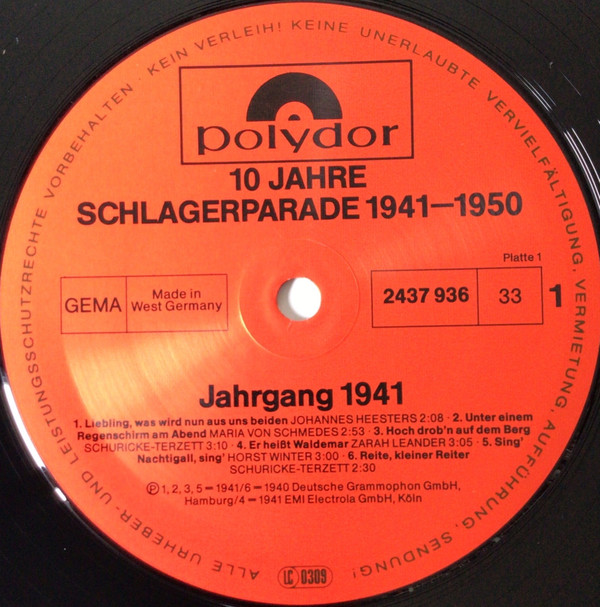 ALLE URHEBER- UND LEISTUNGSSCHUTZRECHTE VORBEHALTEN · KEIN VERLEIH! KEINE UNERLAUBTE VERVIELFÄLTIGUNG, VERMIETUNG, AUFFÜHRUNG, SENDUNG!
polydor
10 JAHRE
SCHLAGERPARADE 1941–1950
Platte 1
GEMA
Made in
West Germany
2437 936
33
1
Jahrgang 1941
1. Liebling, was wird nun aus uns beiden JOHANNES HEESTERS 2:08 · 2. Unter einem
Regenschirm am Abend MARIA VON SCHMEDES 2:53 · 3. Hoch drob'n auf dem Berg
SCHURICKE-TERZETT 3:10 · 4. Er heißt Waldemar ZARAH LEANDER 3:05 · 5. Sing'
Nachtigall, sing' HORST WINTER 3:00 · 6. Reite, kleiner Reiter
SCHURICKE-TERZETT 2:30
Ⓟ 1, 2, 3, 5 – 1941/6 – 1940 Deutsche Grammophon GmbH,
Hamburg/4 – 1941 EMI Electrola GmbH, Köln
LC 0309